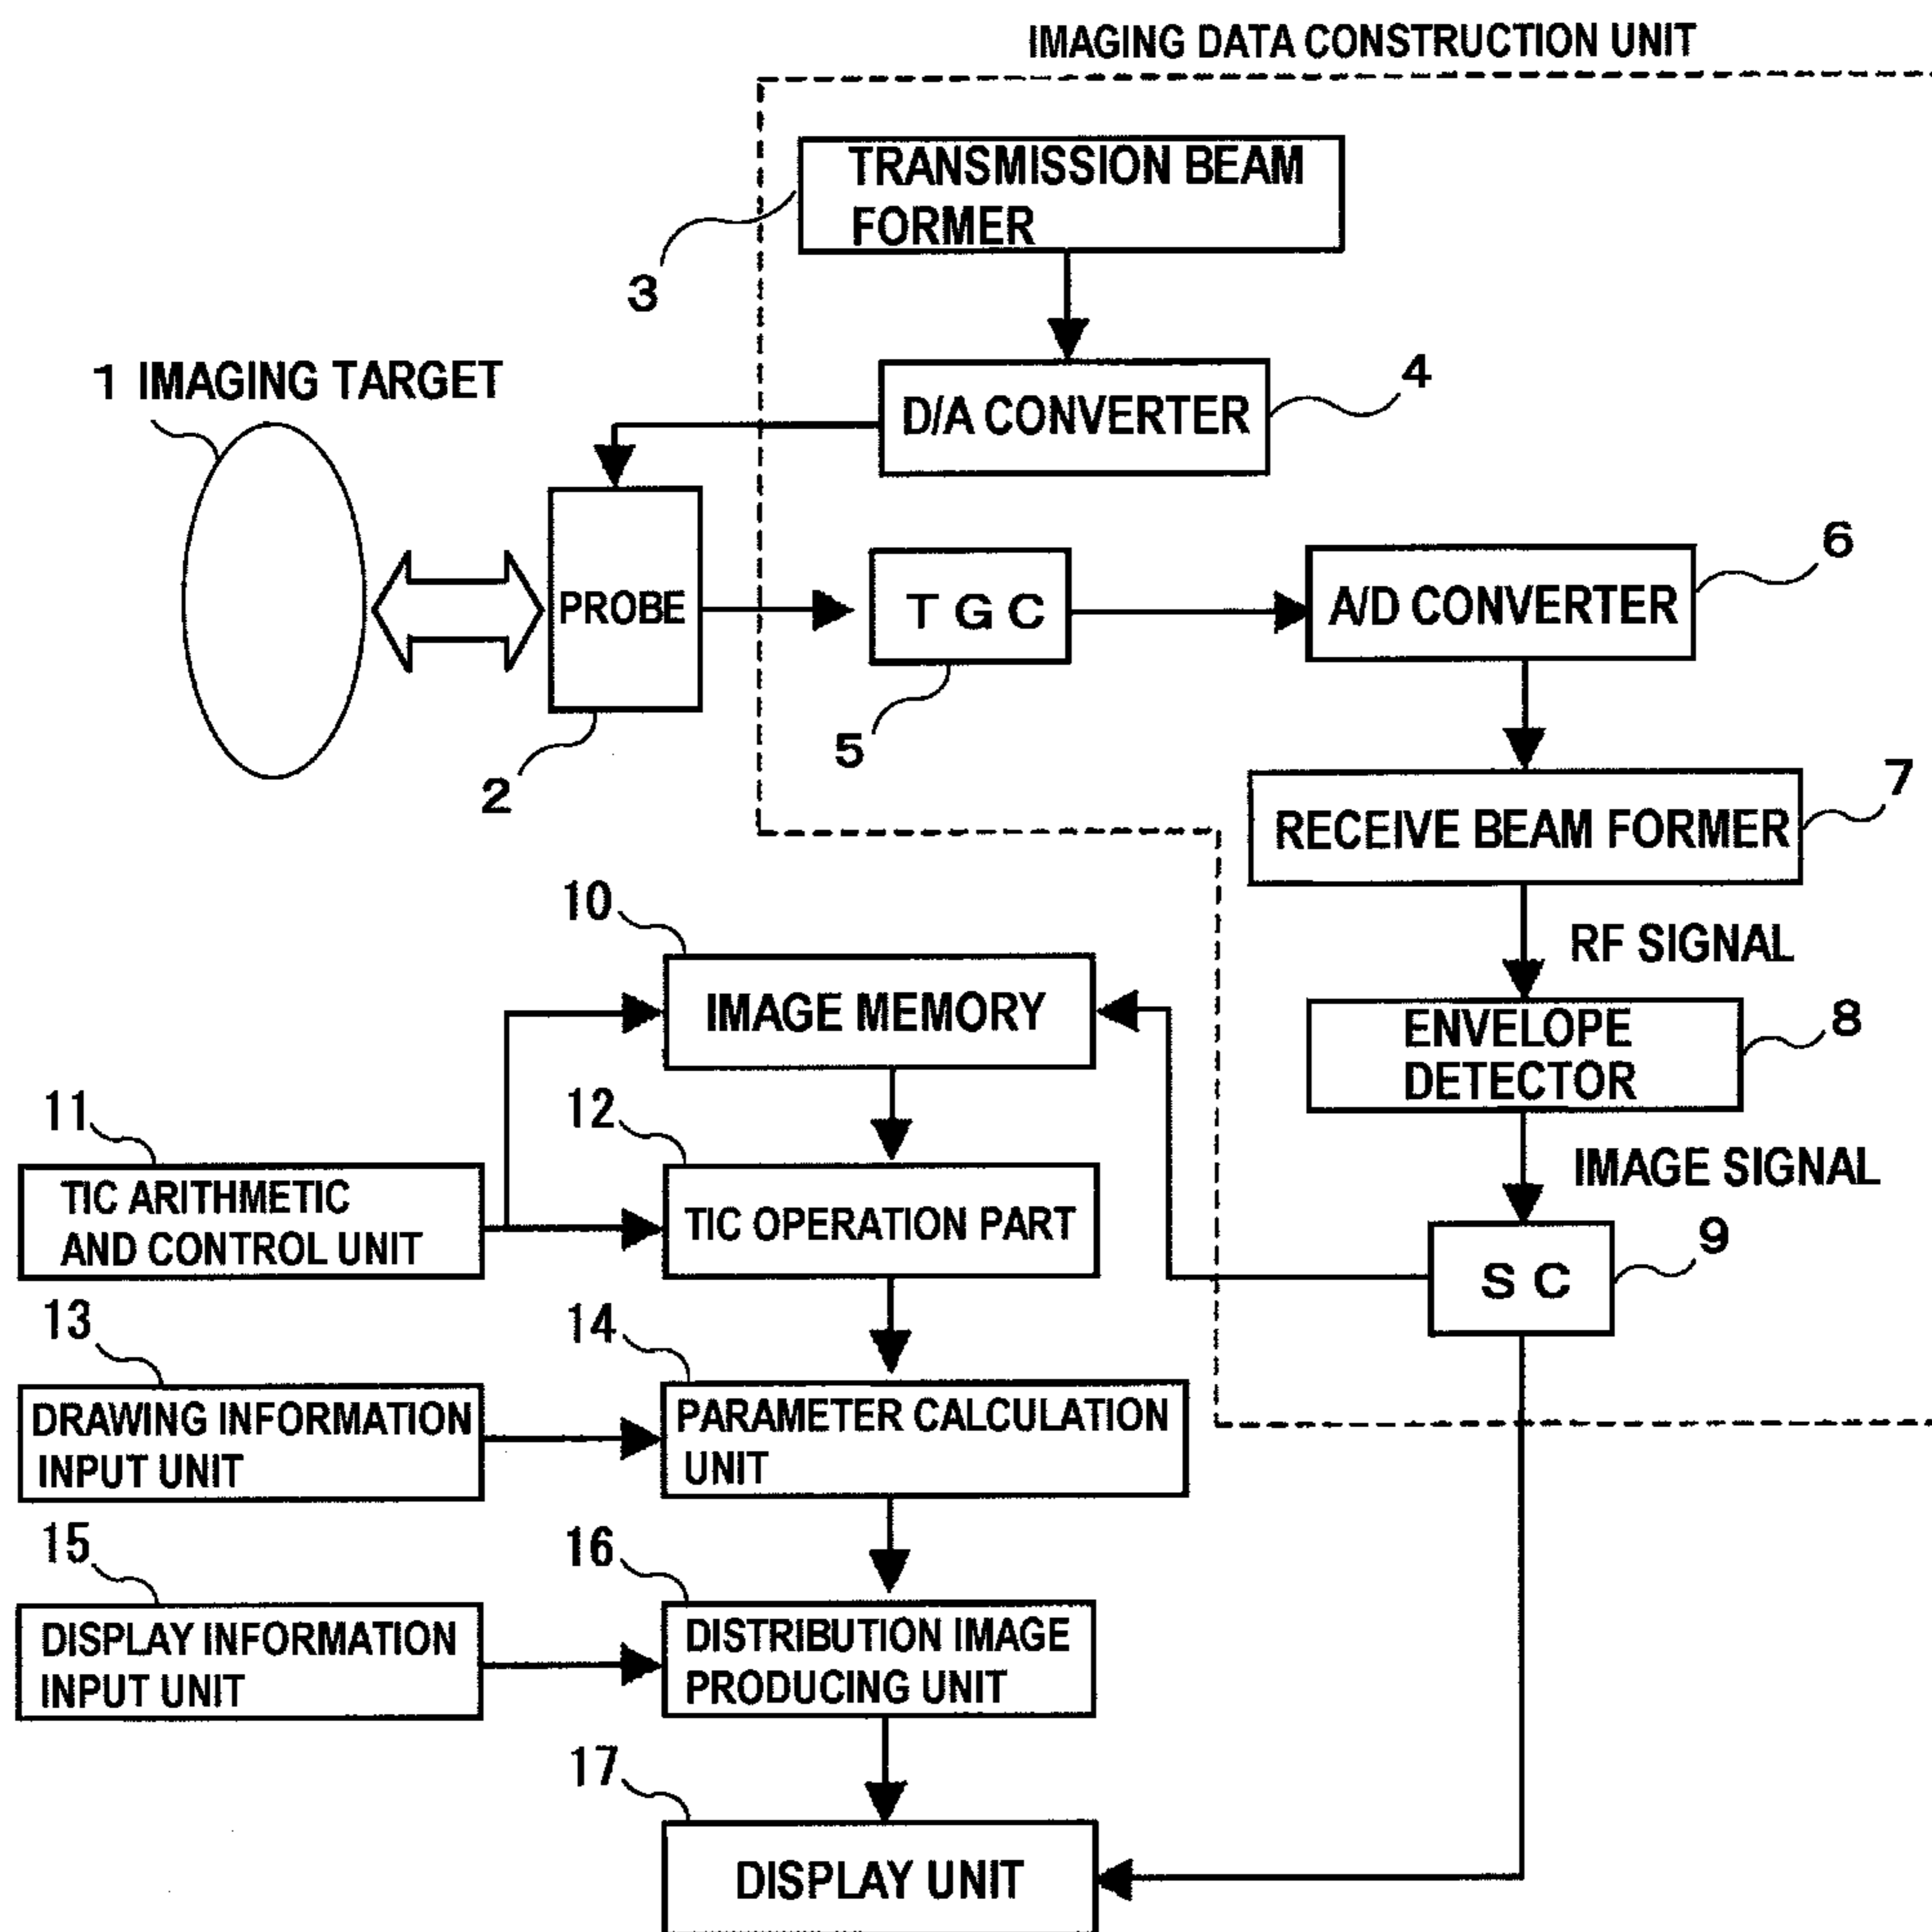 IMAGING DATA CONSTRUCTION UNIT
TRANSMISSION BEAM
FORMER
3
D/A CONVERTER
4
1 IMAGING TARGET
PROBE
2
T G C
5
A/D CONVERTER
6
RECEIVE BEAM FORMER
7
RF SIGNAL
ENVELOPE
DETECTOR
8
IMAGE SIGNAL
S C
9
10
IMAGE MEMORY
11
TIC ARITHMETIC
AND CONTROL UNIT
12
TIC OPERATION PART
13
DRAWING INFORMATION
INPUT UNIT
14
PARAMETER CALCULATION
UNIT
15
DISPLAY INFORMATION
INPUT UNIT
16
DISTRIBUTION IMAGE
PRODUCING UNIT
17
DISPLAY UNIT